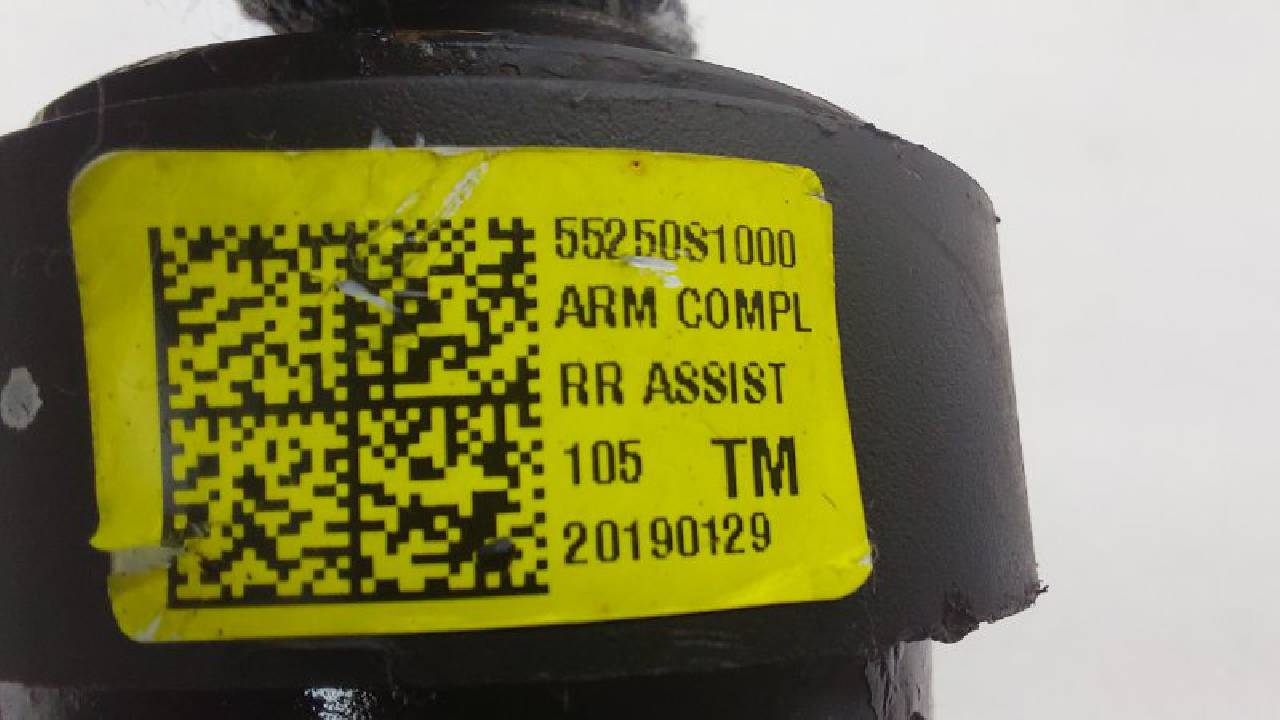 55250S1000
ARM COMPL
RR ASSIST
105 TM
20190129